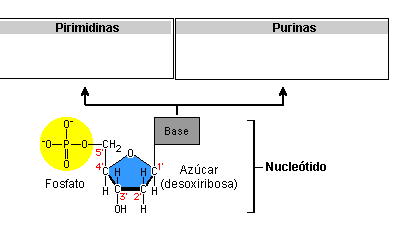 Pirimidinas
Purinas
Base
O⁻
⁻O-P-O-CH₂
O
5'
O
4'
C
H
H
C
1'
H
C
3'
C
2'
H
OH
H
Fosfato
Azúcar
(desoxiribosa)
Nucleótido